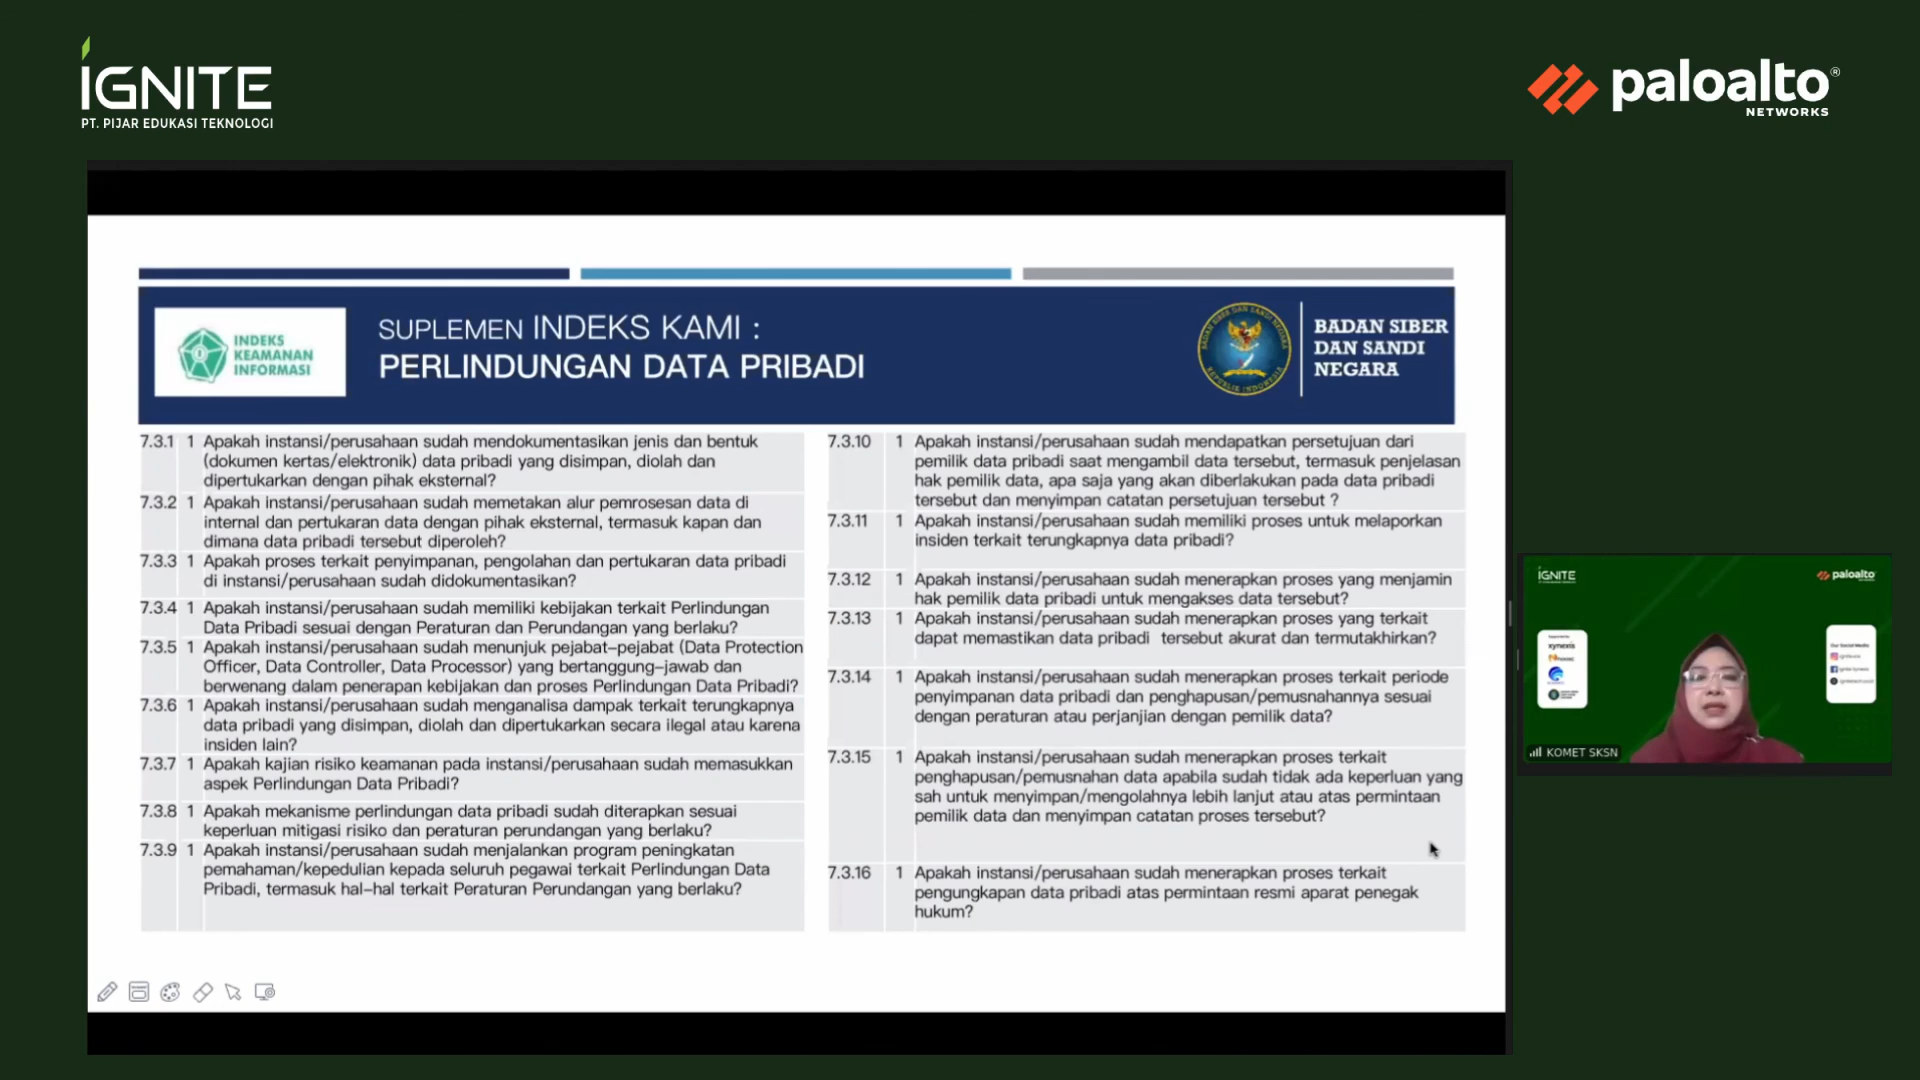 IGNITE
PT. PIJAR EDUKASI TEKNOLOGI
paloalto®
NETWORKS
INDEKS
KEAMANAN
INFORMASI
SUPLEMEN INDEKS KAMI :
PERLINDUNGAN DATA PRIBADI
BADAN SIBER
DAN SANDI
NEGARA
7.3.1 1 Apakah instansi/perusahaan sudah mendokumentasikan jenis dan bentuk
(dokumen kertas/elektronik) data pribadi yang disimpan, diolah dan
dipertukarkan dengan pihak eksternal?
7.3.2 1 Apakah instansi/perusahaan sudah memetakan alur pemrosesan data di
internal dan pertukaran data dengan pihak eksternal, termasuk kapan dan
dimana data pribadi tersebut diperoleh?
7.3.3 1 Apakah proses terkait penyimpanan, pengolahan dan pertukaran data pribadi
di instansi/perusahaan sudah didokumentasikan?
7.3.4 1 Apakah instansi/perusahaan sudah memiliki kebijakan terkait Perlindungan
Data Pribadi sesuai dengan Peraturan dan Perundangan yang berlaku?
7.3.5 1 Apakah instansi/perusahaan sudah menunjuk pejabat-pejabat (Data Protection
Officer, Data Controller, Data Processor) yang bertanggung-jawab dan
berwenang dalam penerapan kebijakan dan proses Perlindungan Data Pribadi?
7.3.6 1 Apakah instansi/perusahaan sudah menganalisa dampak terkait terungkapnya
data pribadi yang disimpan, diolah dan dipertukarkan secara ilegal atau karena
insiden lain?
7.3.7 1 Apakah kajian risiko keamanan pada instansi/perusahaan sudah memasukkan
aspek Perlindungan Data Pribadi?
7.3.8 1 Apakah mekanisme perlindungan data pribadi sudah diterapkan sesuai
keperluan mitigasi risiko dan peraturan perundangan yang berlaku?
7.3.9 1 Apakah instansi/perusahaan sudah menjalankan program peningkatan
pemahaman/kepedulian kepada seluruh pegawai terkait Perlindungan Data
Pribadi, termasuk hal-hal terkait Peraturan Perundangan yang berlaku?
7.3.10 1 Apakah instansi/perusahaan sudah mendapatkan persetujuan dari
pemilik data pribadi saat mengambil data tersebut, termasuk penjelasan
hak pemilik data, apa saja yang akan diberlakukan pada data pribadi
tersebut dan menyimpan catatan persetujuan tersebut ?
7.3.11 1 Apakah instansi/perusahaan sudah memiliki proses untuk melaporkan
insiden terkait terungkapnya data pribadi?
7.3.12 1 Apakah instansi/perusahaan sudah menerapkan proses yang menjamin
hak pemilik data pribadi untuk mengakses data tersebut?
7.3.13 1 Apakah instansi/perusahaan sudah menerapkan proses yang terkait
dapat memastikan data pribadi tersebut akurat dan termutakhirkan?
7.3.14 1 Apakah instansi/perusahaan sudah menerapkan proses terkait periode
penyimpanan data pribadi dan penghapusan/pemusnahannya sesuai
dengan peraturan atau perjanjian dengan pemilik data?
7.3.15 1 Apakah instansi/perusahaan sudah menerapkan proses terkait
penghapusan/pemusnahan data apabila sudah tidak ada keperluan yang
sah untuk menyimpan/mengolahnya lebih lanjut atau atas permintaan
pemilik data dan menyimpan catatan proses tersebut?
7.3.16 1 Apakah instansi/perusahaan sudah menerapkan proses terkait
pengungkapan data pribadi atas permintaan resmi aparat penegak
hukum?
IGNITE
paloalto
xynexis
Our Social Media
KOMET SKSN